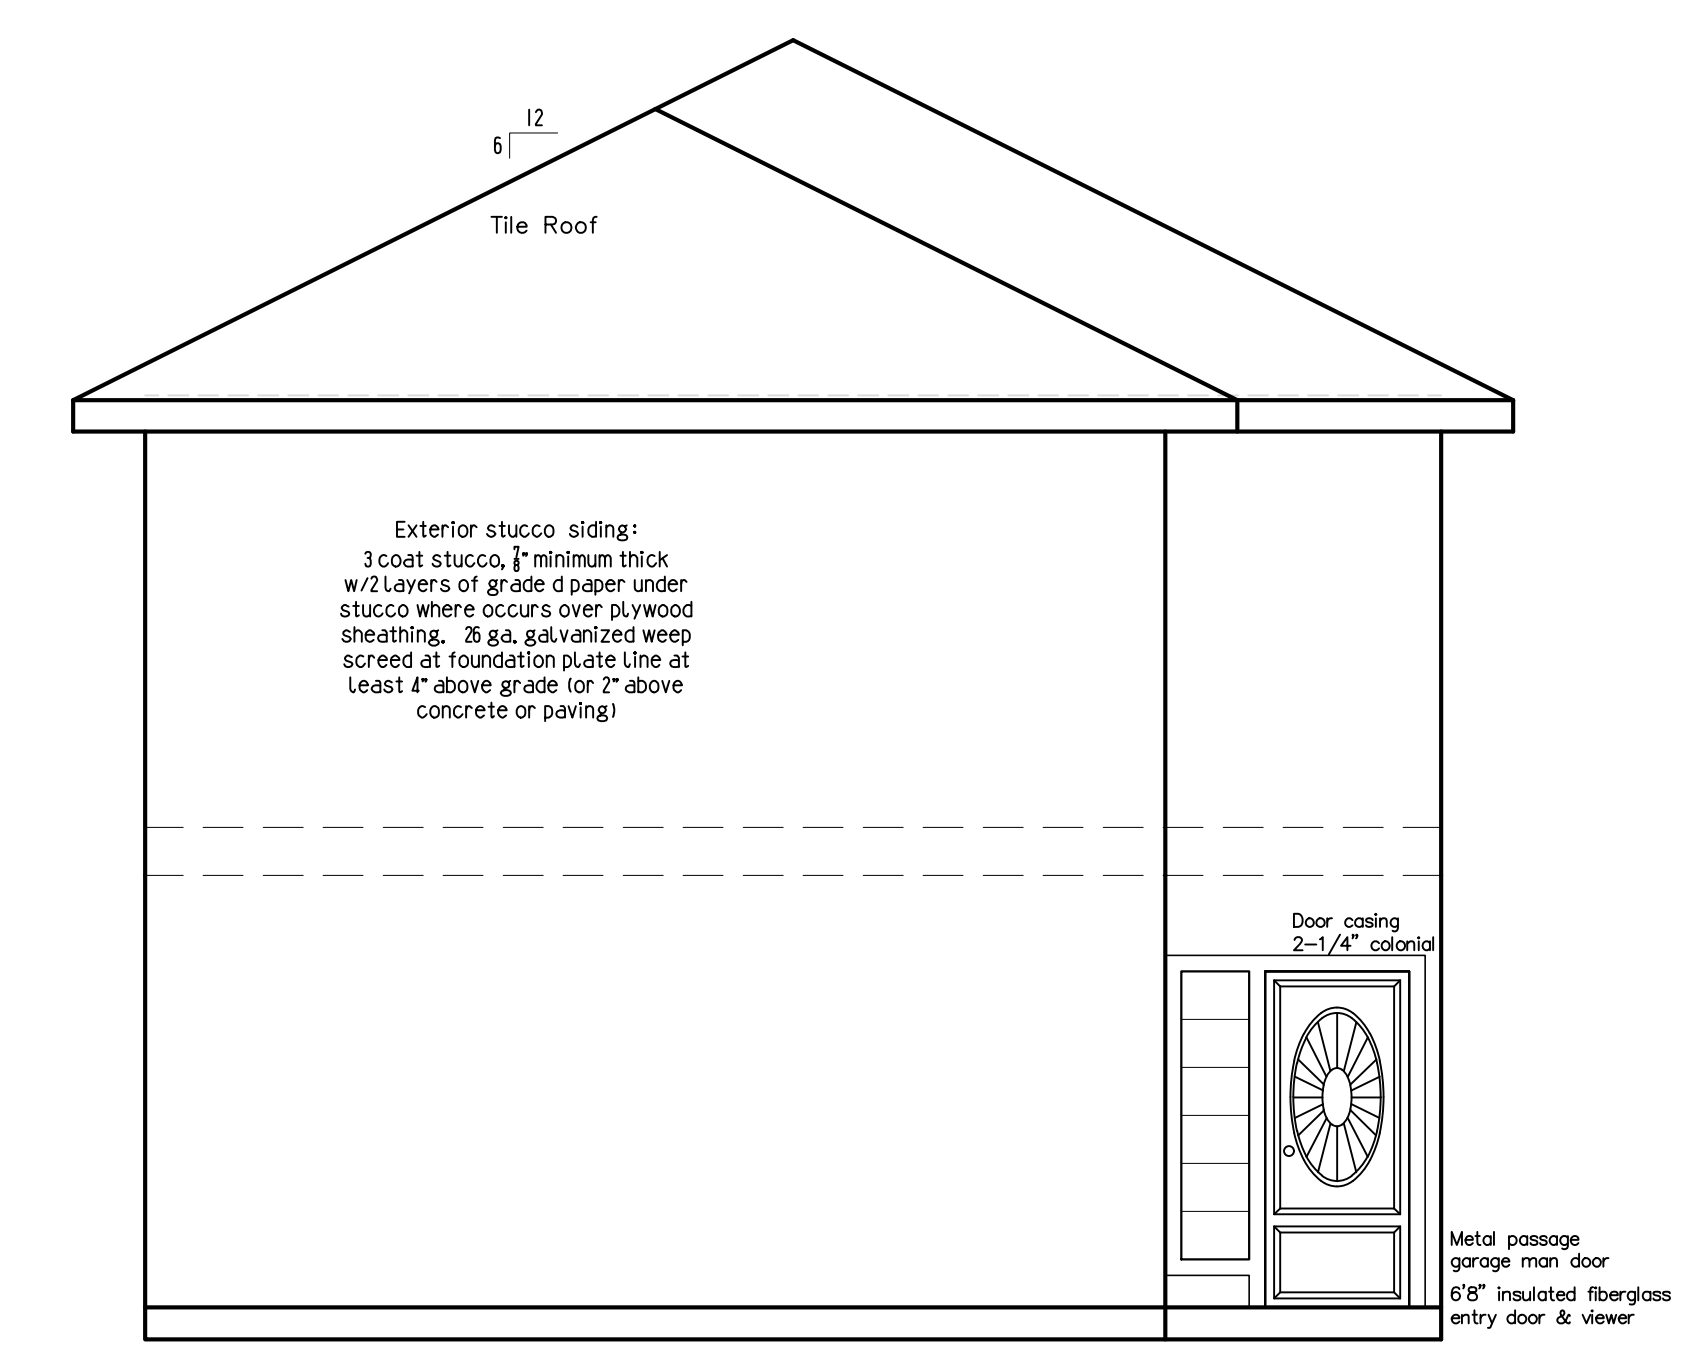 12
6
Tile Roof
Exterior stucco siding:
3 coat stucco, 7/8" minimum thick
w/2 layers of grade d paper under
stucco where occurs over plywood
sheathing. 26 ga. galvanized weep
screed at foundation plate line at
least 4" above grade (or 2" above
concrete or paving)
Door casing
2-1/4" colonial
Metal passage
garage man door
6'8" insulated fiberglass
entry door & viewer